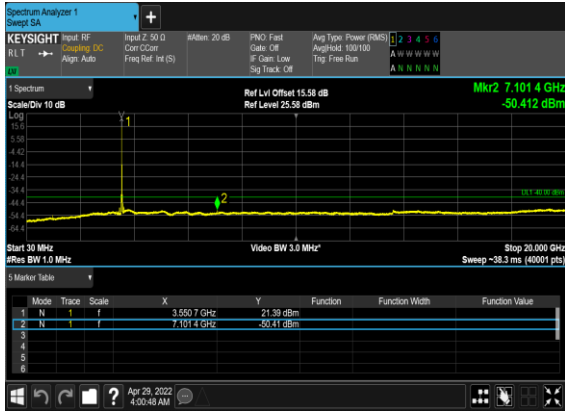 Spectrum Analyzer 1
Swept SA
KEYSIGHT Input: RF Input Z: 50 Ω #Atten: 20 dB PNO: Fast Avg Type: Power (RMS) 1 2 3 4 5 6
RLT Coupling: DC Corr CCorr Gate: Off Avg|Hold: 100/100 A W W W W W
Align: Auto Freq Ref: Int (S) IF Gain: Low Trig: Free Run
Sig Track: Off A N N N N N
1 Spectrum Ref Lvl Offset 15.58 dB Mkr2 7.101 4 GHz
Scale/Div 10 dB Ref Level 25.58 dBm -50.412 dBm
Log
15.6
5.58
-4.42
-14.4
-24.4
-34.4
-44.4
-54.4
-64.4
1
2
DL1 -40.00 dBm
Start 30 MHz Video BW 3.0 MHz* Stop 20.000 GHz
#Res BW 1.0 MHz Sweep ~38.3 ms (40001 pts)
5 Marker Table
Mode Trace Scale X Y Function Function Width Function Value
1 N 1 f 3.550 7 GHz 21.39 dBm
2 N 1 f 7.101 4 GHz -50.41 dBm
3
4
5
6
? Apr 29, 2022
4:00:48 AM